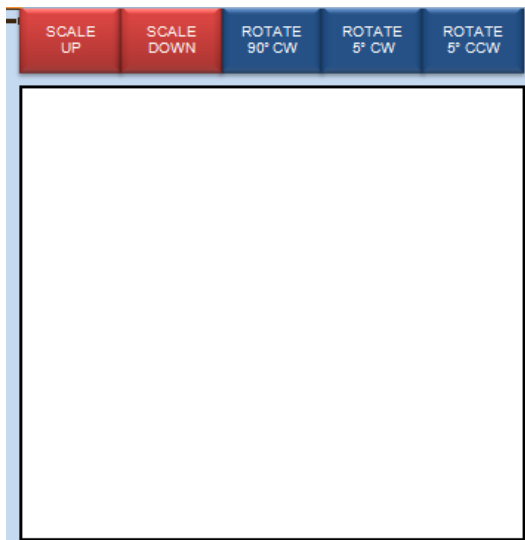 SCALE
UP
SCALE
DOWN
ROTATE
90° CW
ROTATE
5° CW
ROTATE
5° CCW